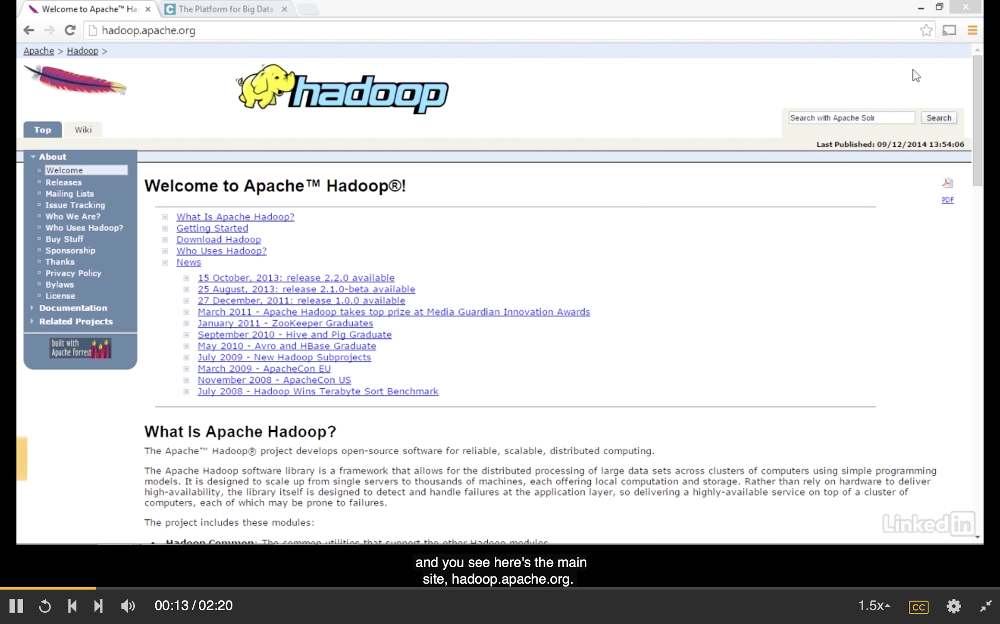 Welcome to Apache™ Ha
The Platform for Big Data
hadoop.apache.org
Apache > Hadoop >
hadoop
TM
Search with Apache Solr
Search
Top
Wiki
Last Published: 09/12/2014 13:54:06
About
Welcome
Releases
Mailing Lists
Issue Tracking
Who We Are?
Who Uses Hadoop?
Buy Stuff
Sponsorship
Thanks
Privacy Policy
Bylaws
License
Documentation
Related Projects
built with
Apache Forrest
Welcome to Apache™ Hadoop®!
PDF
What Is Apache Hadoop?
Getting Started
Download Hadoop
Who Uses Hadoop?
News
15 October, 2013: release 2.2.0 available
25 August, 2013: release 2.1.0-beta available
27 December, 2011: release 1.0.0 available
March 2011 - Apache Hadoop takes top prize at Media Guardian Innovation Awards
January 2011 - ZooKeeper Graduates
September 2010 - Hive and Pig Graduate
May 2010 - Avro and HBase Graduate
July 2009 - New Hadoop Subprojects
March 2009 - ApacheCon EU
November 2008 - ApacheCon US
July 2008 - Hadoop Wins Terabyte Sort Benchmark
What Is Apache Hadoop?
The Apache™ Hadoop® project develops open-source software for reliable, scalable, distributed computing.
The Apache Hadoop software library is a framework that allows for the distributed processing of large data sets across clusters of computers using simple programming
models. It is designed to scale up from single servers to thousands of machines, each offering local computation and storage. Rather than rely on hardware to deliver
high-availability, the library itself is designed to detect and handle failures at the application layer, so delivering a highly-available service on top of a cluster of
computers, each of which may be prone to failures.
The project includes these modules:
Hadoop Common: The common utilities that support the other Hadoop modules.
Linked in
and you see here's the main
site, hadoop.apache.org.
00:13 / 02:20
1.5x
CC